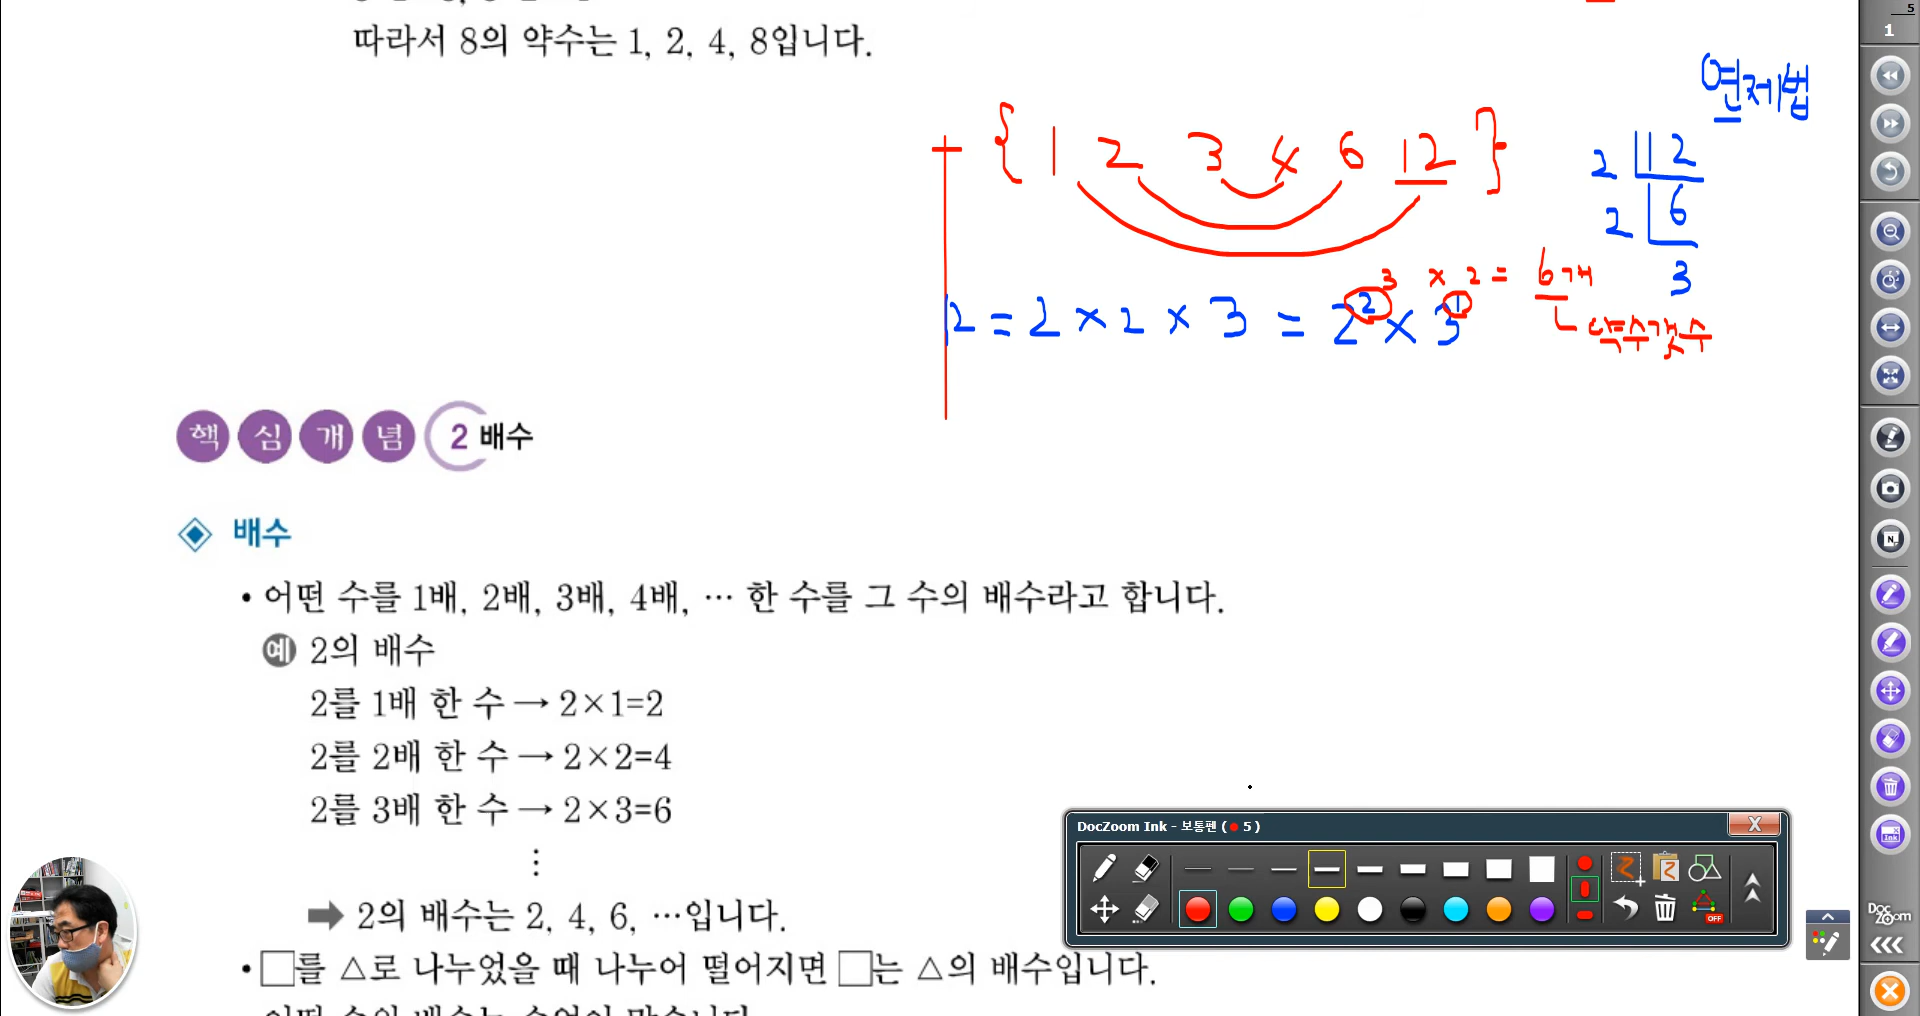 따라서 8의 약수는 1, 2, 4, 8입니다.
연제법
{ 1 2 3 4 6 12 }
2 12
2 6
3
3 × 2 = 6개
12 = 2 × 2 × 3 = 2² × 3¹
약수갯수
핵심개념 2 배수
배수
• 어떤 수를 1배, 2배, 3배, 4배, … 한 수를 그 수의 배수라고 합니다.
예 2의 배수
2를 1배 한 수 → 2×1=2
2를 2배 한 수 → 2×2=4
2를 3배 한 수 → 2×3=6
⋮
➡ 2의 배수는 2, 4, 6, …입니다.
• □를 △로 나누었을 때 나누어 떨어지면 □는 △의 배수입니다.
DocZoom Ink - 보통펜 ( ● 5 )
X
OFF
5
1
N
Ink
DocZoom